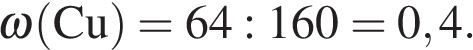 ω(Cu) = 64 : 160 = 0,4.